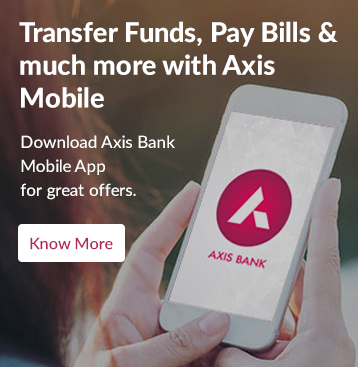 Transfer Funds, Pay Bills &
much more with Axis
Mobile
Download Axis Bank
Mobile App
for great offers.
Know More
AXIS BANK